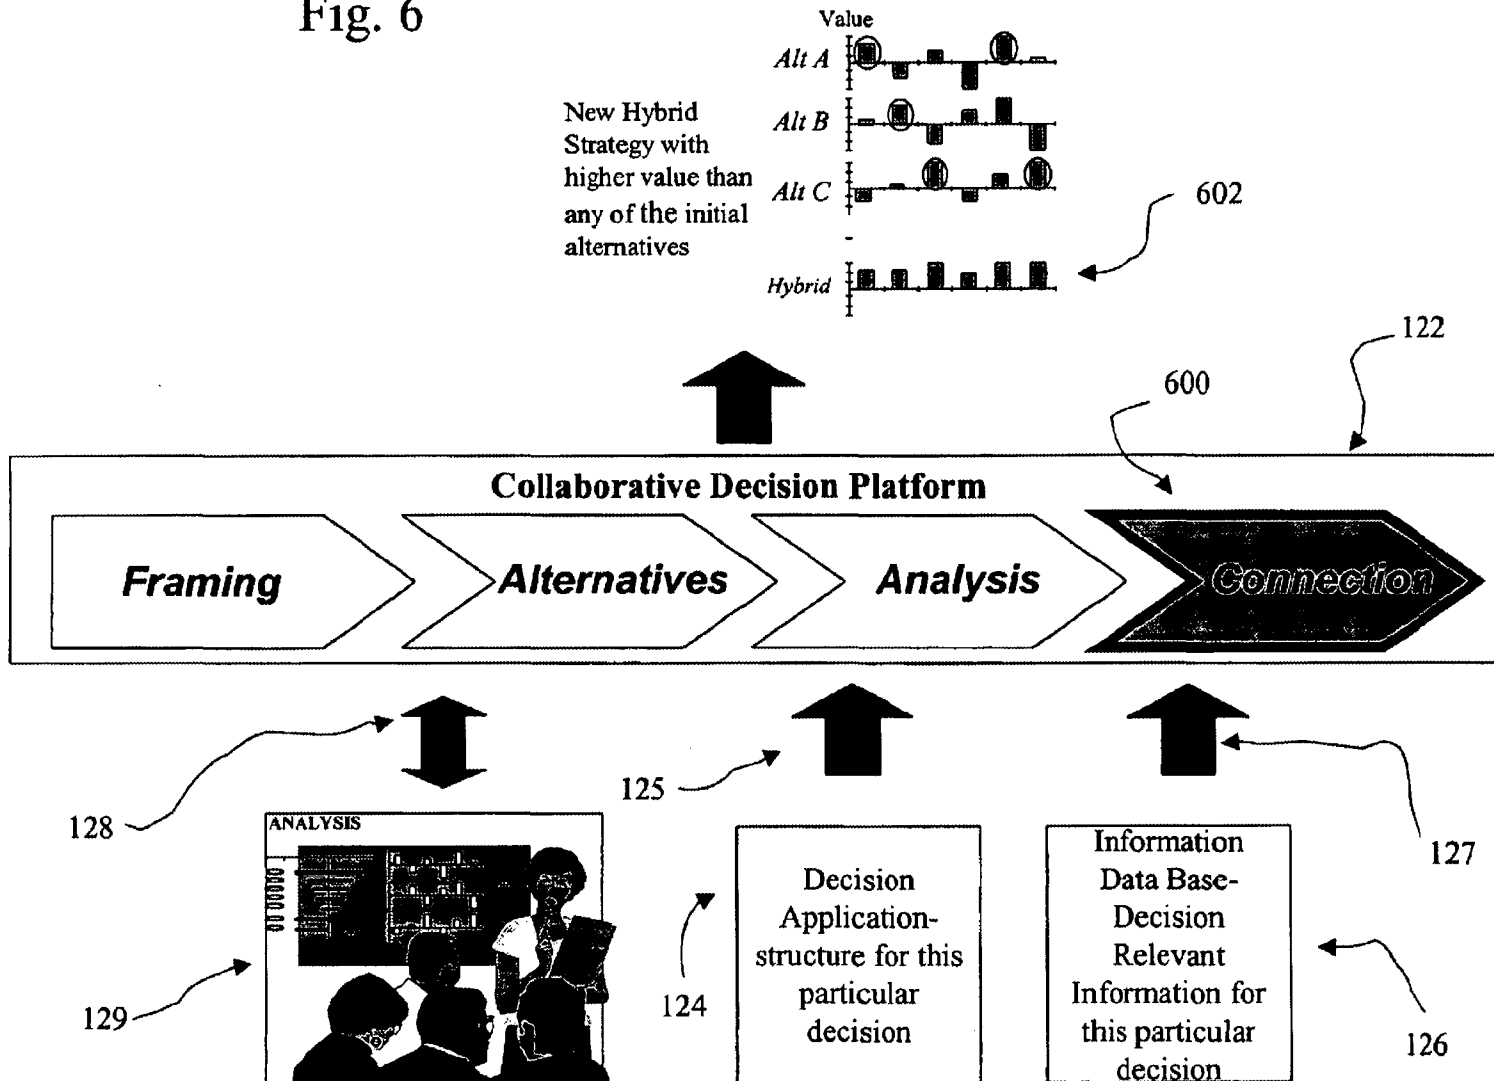 Fig. 6
Value
Alt A
New Hybrid
Strategy with
higher value than
any of the initial
alternatives
Alt B
Alt C
602
Hybrid
122
600
Collaborative Decision Platform
Framing
Alternatives
Analysis
Connection
128
125
127
ANALYSIS
129
124
Decision
Application-
structure for this
particular
decision
Information
Data Base-
Decision
Relevant
Information for
this particular
decision
126